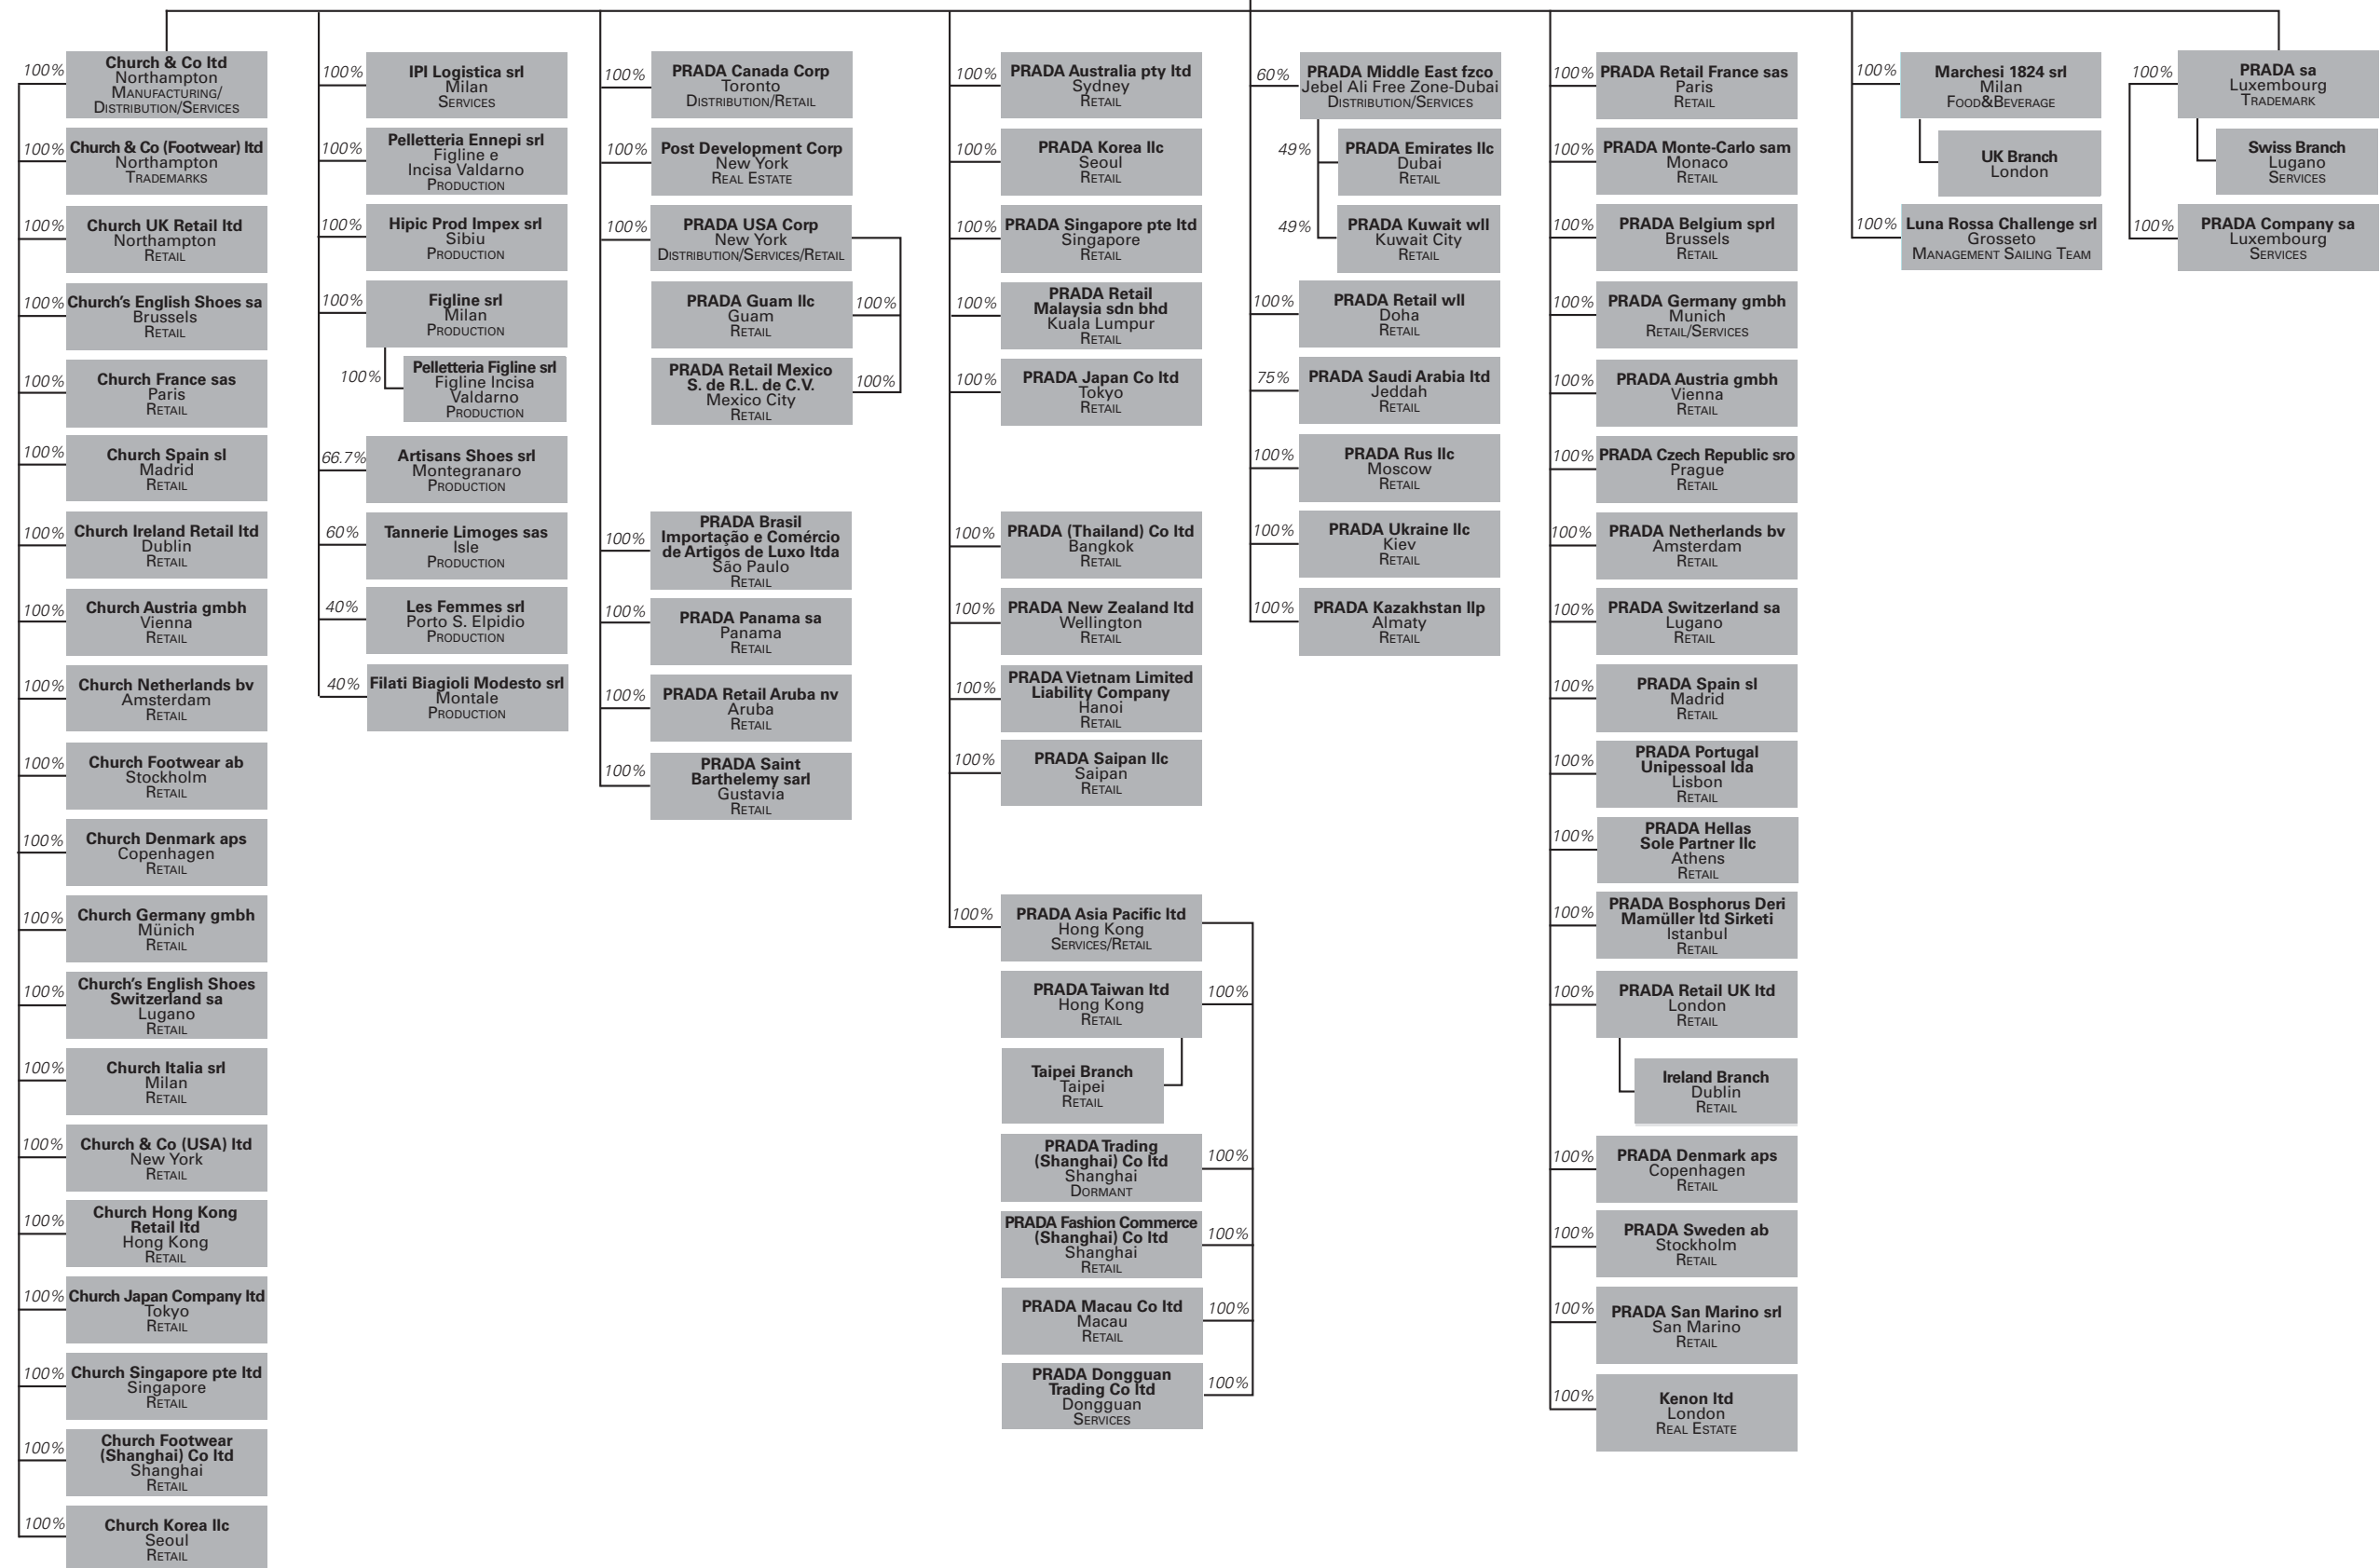 100%
Church & Co ltd
Northampton
Manufacturing/
Distribution/Services
100%
Church & Co (Footwear) ltd
Northampton
Trademarks
100%
Church UK Retail ltd
Northampton
Retail
100%
Church's English Shoes sa
Brussels
Retail
100%
Church France sas
Paris
Retail
100%
Church Spain sl
Madrid
Retail
100%
Church Ireland Retail ltd
Dublin
Retail
100%
Church Austria gmbh
Vienna
Retail
100%
Church Netherlands bv
Amsterdam
Retail
100%
Church Footwear ab
Stockholm
Retail
100%
Church Denmark aps
Copenhagen
Retail
100%
Church Germany gmbh
Münich
Retail
100%
Church's English Shoes
Switzerland sa
Lugano
Retail
100%
Church Italia srl
Milan
Retail
100%
Church & Co (USA) ltd
New York
Retail
100%
Church Hong Kong
Retail ltd
Hong Kong
Retail
100%
Church Japan Company ltd
Tokyo
Retail
100%
Church Singapore pte ltd
Singapore
Retail
100%
Church Footwear
(Shanghai) Co ltd
Shanghai
Retail
100%
Church Korea llc
Seoul
Retail
100%
IPI Logistica srl
Milan
Services
100%
Pelletteria Ennepi srl
Figline e
Incisa Valdarno
Production
100%
Hipic Prod Impex srl
Sibiu
Production
100%
Figline srl
Milan
Production
100%
Pelletteria Figline srl
Figline Incisa
Valdarno
Production
66.7%
Artisans Shoes srl
Montegranaro
Production
60%
Tannerie Limoges sas
Isle
Production
40%
Les Femmes srl
Porto S. Elpidio
Production
40%
Filati Biagioli Modesto srl
Montale
Production
100%
PRADA Canada Corp
Toronto
Distribution/Retail
100%
Post Development Corp
New York
Real Estate
100%
PRADA USA Corp
New York
Distribution/Services/Retail
PRADA Guam llc
Guam
Retail
100%
PRADA Retail Mexico
S. de R.L. de C.V.
Mexico City
Retail
100%
100%
PRADA Brasil
Importação e Comércio
de Artigos de Luxo ltda
São Paulo
Retail
100%
PRADA Panama sa
Panama
Retail
100%
PRADA Retail Aruba nv
Aruba
Retail
100%
PRADA Saint
Barthelemy sarl
Gustavia
Retail
100%
PRADA Australia pty ltd
Sydney
Retail
100%
PRADA Korea llc
Seoul
Retail
100%
PRADA Singapore pte ltd
Singapore
Retail
100%
PRADA Retail
Malaysia sdn bhd
Kuala Lumpur
Retail
100%
PRADA Japan Co ltd
Tokyo
Retail
100%
PRADA (Thailand) Co ltd
Bangkok
Retail
100%
PRADA New Zealand ltd
Wellington
Retail
100%
PRADA Vietnam Limited
Liability Company
Hanoi
Retail
100%
PRADA Saipan llc
Saipan
Retail
100%
PRADA Asia Pacific ltd
Hong Kong
Services/Retail
PRADA Taiwan ltd
Hong Kong
Retail
100%
Taipei Branch
Taipei
Retail
PRADA Trading
(Shanghai) Co ltd
Shanghai
Dormant
100%
PRADA Fashion Commerce
(Shanghai) Co ltd
Shanghai
Retail
100%
PRADA Macau Co ltd
Macau
Retail
100%
PRADA Dongguan
Trading Co ltd
Dongguan
Services
100%
60%
PRADA Middle East fzco
Jebel Ali Free Zone-Dubai
Distribution/Services
49%
PRADA Emirates llc
Dubai
Retail
49%
PRADA Kuwait wll
Kuwait City
Retail
100%
PRADA Retail wll
Doha
Retail
75%
PRADA Saudi Arabia ltd
Jeddah
Retail
100%
PRADA Rus llc
Moscow
Retail
100%
PRADA Ukraine llc
Kiev
Retail
100%
PRADA Kazakhstan llp
Almaty
Retail
100%
PRADA Retail France sas
Paris
Retail
100%
PRADA Monte-Carlo sam
Monaco
Retail
100%
PRADA Belgium sprl
Brussels
Retail
100%
PRADA Germany gmbh
Munich
Retail/Services
100%
PRADA Austria gmbh
Vienna
Retail
100%
PRADA Czech Republic sro
Prague
Retail
100%
PRADA Netherlands bv
Amsterdam
Retail
100%
PRADA Switzerland sa
Lugano
Retail
100%
PRADA Spain sl
Madrid
Retail
100%
PRADA Portugal
Unipessoal lda
Lisbon
Retail
100%
PRADA Hellas
Sole Partner llc
Athens
Retail
100%
PRADA Bosphorus Deri
Mamüller ltd Sirketi
Istanbul
Retail
100%
PRADA Retail UK ltd
London
Retail
Ireland Branch
Dublin
Retail
100%
PRADA Denmark aps
Copenhagen
Retail
100%
PRADA Sweden ab
Stockholm
Retail
100%
PRADA San Marino srl
San Marino
Retail
100%
Kenon ltd
London
Real Estate
100%
Marchesi 1824 srl
Milan
Food&Beverage
UK Branch
London
100%
Luna Rossa Challenge srl
Grosseto
Management Sailing Team
100%
PRADA sa
Luxembourg
Trademark
Swiss Branch
Lugano
Services
100%
PRADA Company sa
Luxembourg
Services